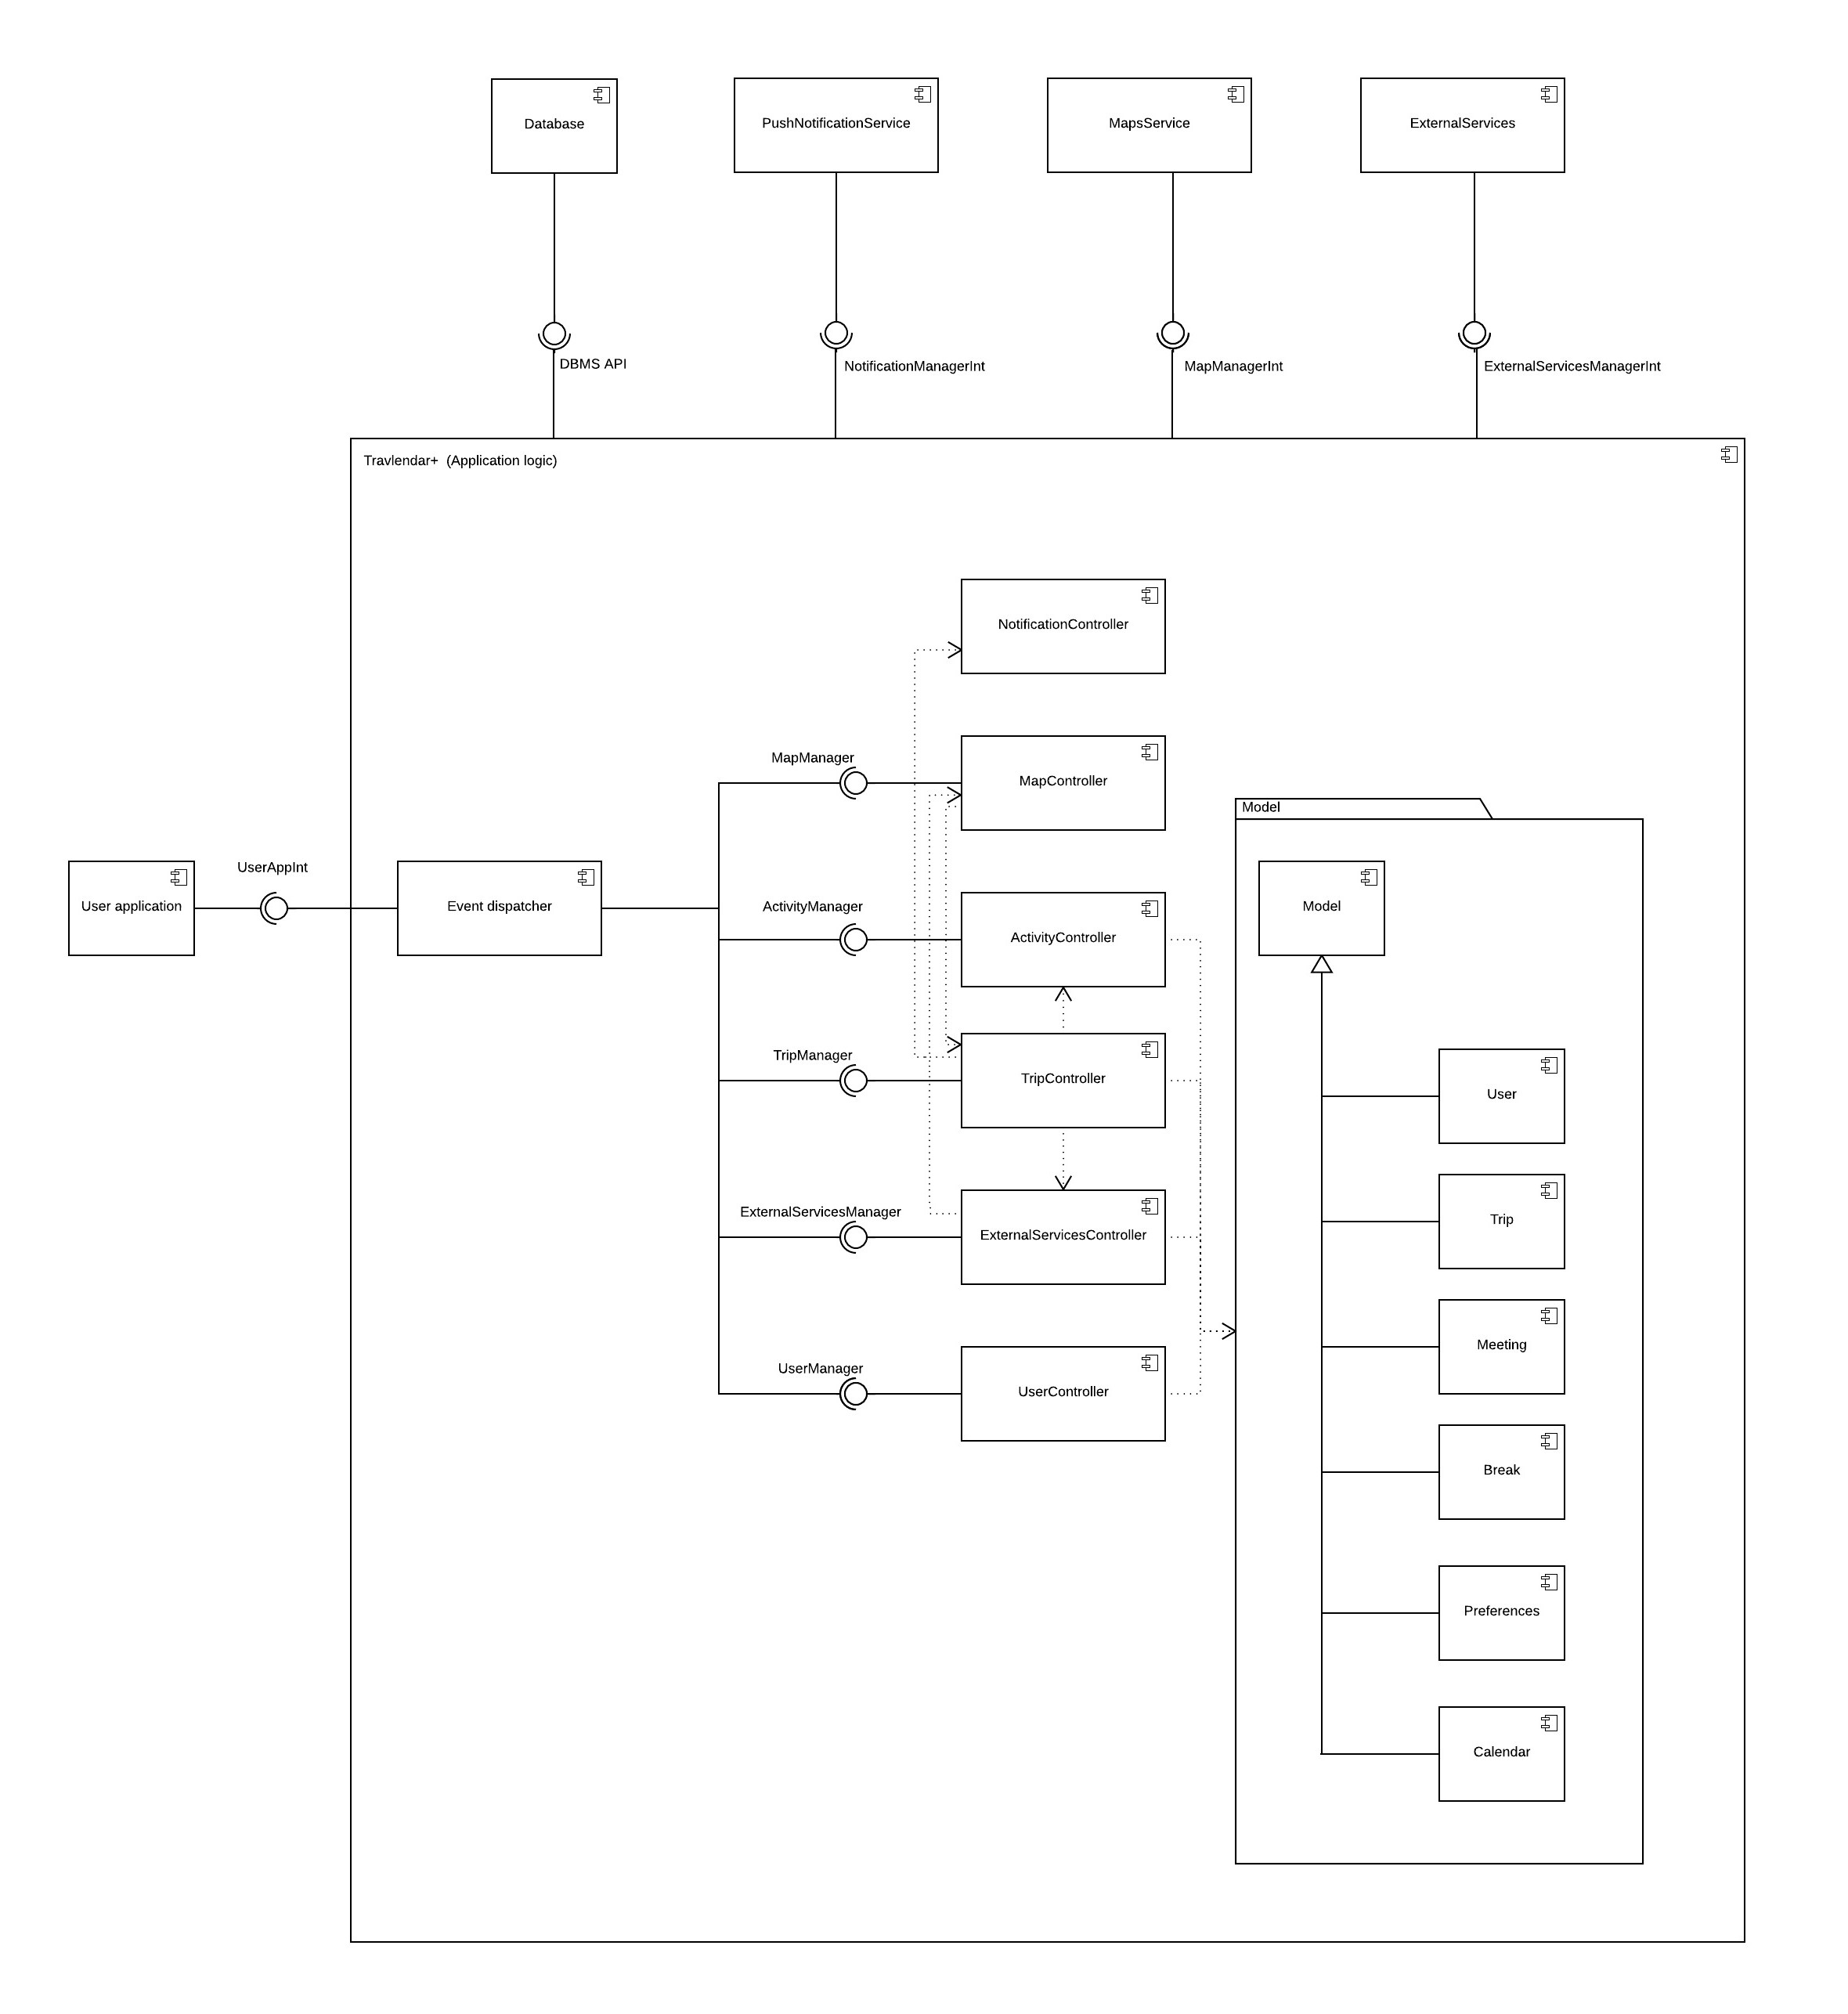 Database
PushNotificationService
MapsService
ExternalServices
DBMS API
NotificationManagerInt
MapManagerInt
ExternalServicesManagerInt
Travlendar+  (Application logic)
NotificationController
MapManager
MapController
Model
UserAppInt
User application
Event dispatcher
ActivityManager
ActivityController
Model
TripManager
TripController
User
ExternalServicesManager
ExternalServicesController
Trip
Meeting
UserManager
UserController
Break
Preferences
Calendar